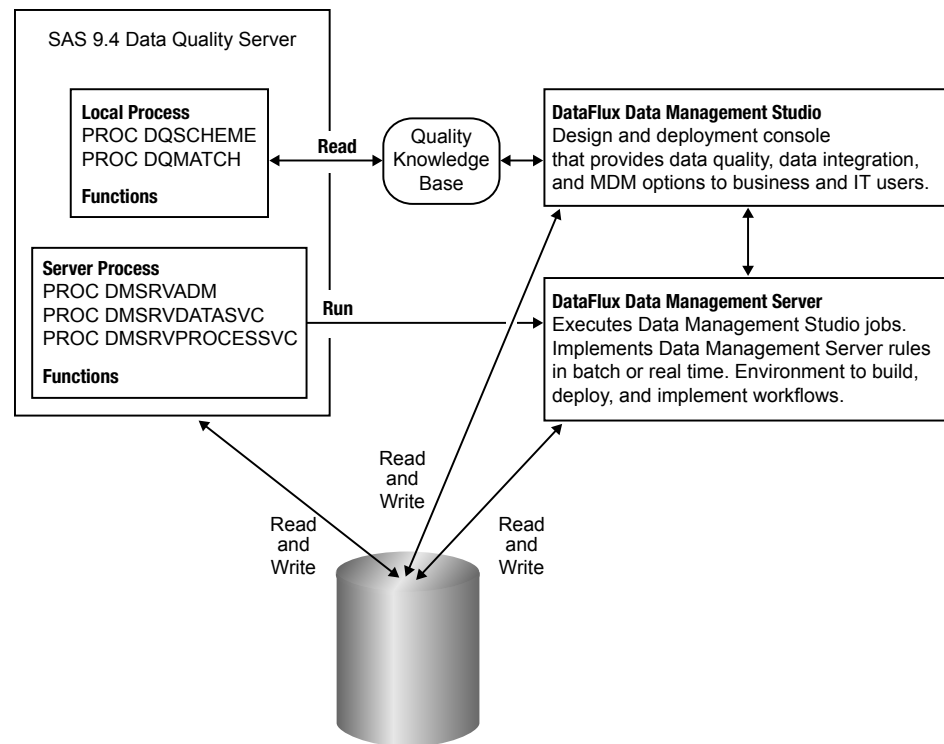 SAS 9.4 Data Quality Server
Local Process
PROC DQSCHEME
PROC DQMATCH
Functions
Read
Quality
Knowledge
Base
DataFlux Data Management Studio
Design and deployment console
that provides data quality, data integration,
and MDM options to business and IT users.
Server Process
PROC DMSRVADM
PROC DMSRVDATASVC
PROC DMSRVPROCESSVC
Functions
Run
DataFlux Data Management Server
Executes Data Management Studio jobs.
Implements Data Management Server rules
in batch or real time. Environment to build,
deploy, and implement workflows.
Read
and
Write
Read
and
Write
Read
and
Write